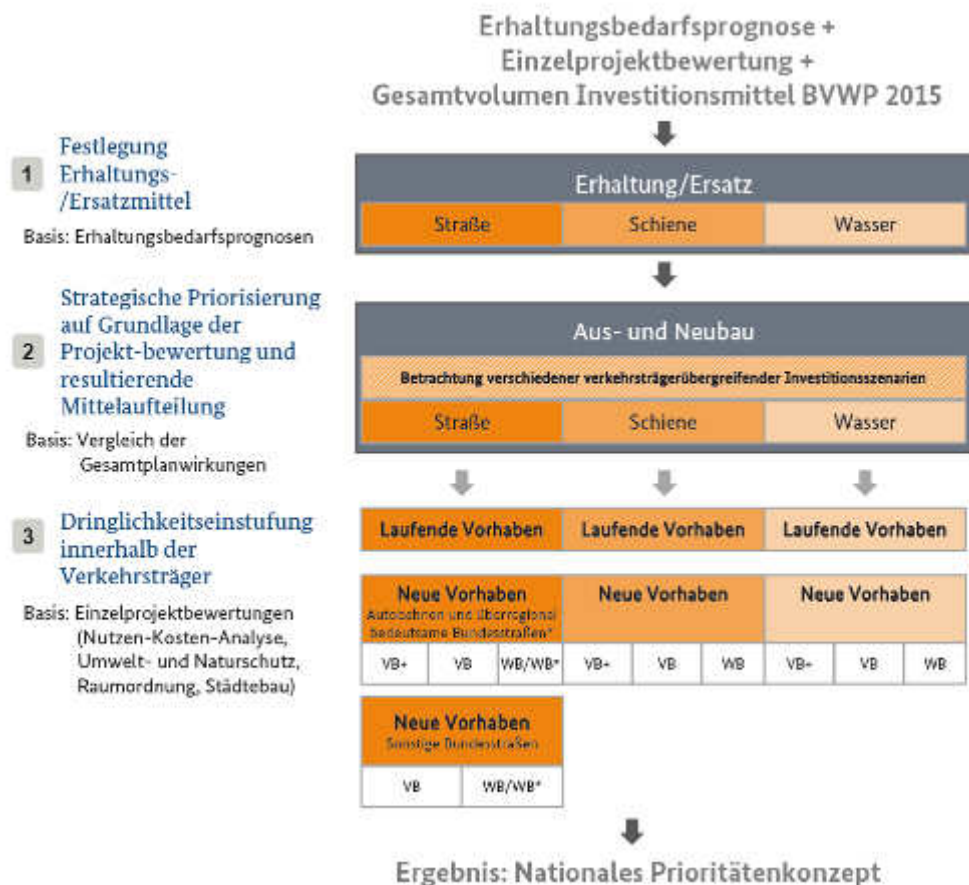 Erhaltungsbedarfsprognose +
Einzelprojektbewertung +
Gesamtvolumen Investitionsmittel BVWP 2015
1
Festlegung
Erhaltungs-
/Ersatzmittel
Basis: Erhaltungsbedarfsprognosen
Erhaltung/Ersatz
Straße
Schiene
Wasser
2
Strategische Priorisierung
auf Grundlage der
Projekt-bewertung und
resultierende
Mittelaufteilung
Basis: Vergleich der
Gesamtplanwirkungen
Aus- und Neubau
Betrachtung verschiedener verkehrsträgerübergreifender Investitionsszenarien
Straße
Schiene
Wasser
3
Dringlichkeitseinstufung
innerhalb der
Verkehrsträger
Basis: Einzelprojektbewertungen
(Nutzen-Kosten-Analyse,
Umwelt- und Naturschutz,
Raumordnung, Städtebau)
Laufende Vorhaben
Laufende Vorhaben
Laufende Vorhaben
Neue Vorhaben
Autobahnen und überregional
bedeutsame Bundesstraßen*
VB+
VB
WB/WB*
Neue Vorhaben
VB+
VB
WB
Neue Vorhaben
VB+
VB
WB
Neue Vorhaben
Sonstige Bundesstraßen
VB
WB/WB*
Ergebnis: Nationales Prioritätenkonzept